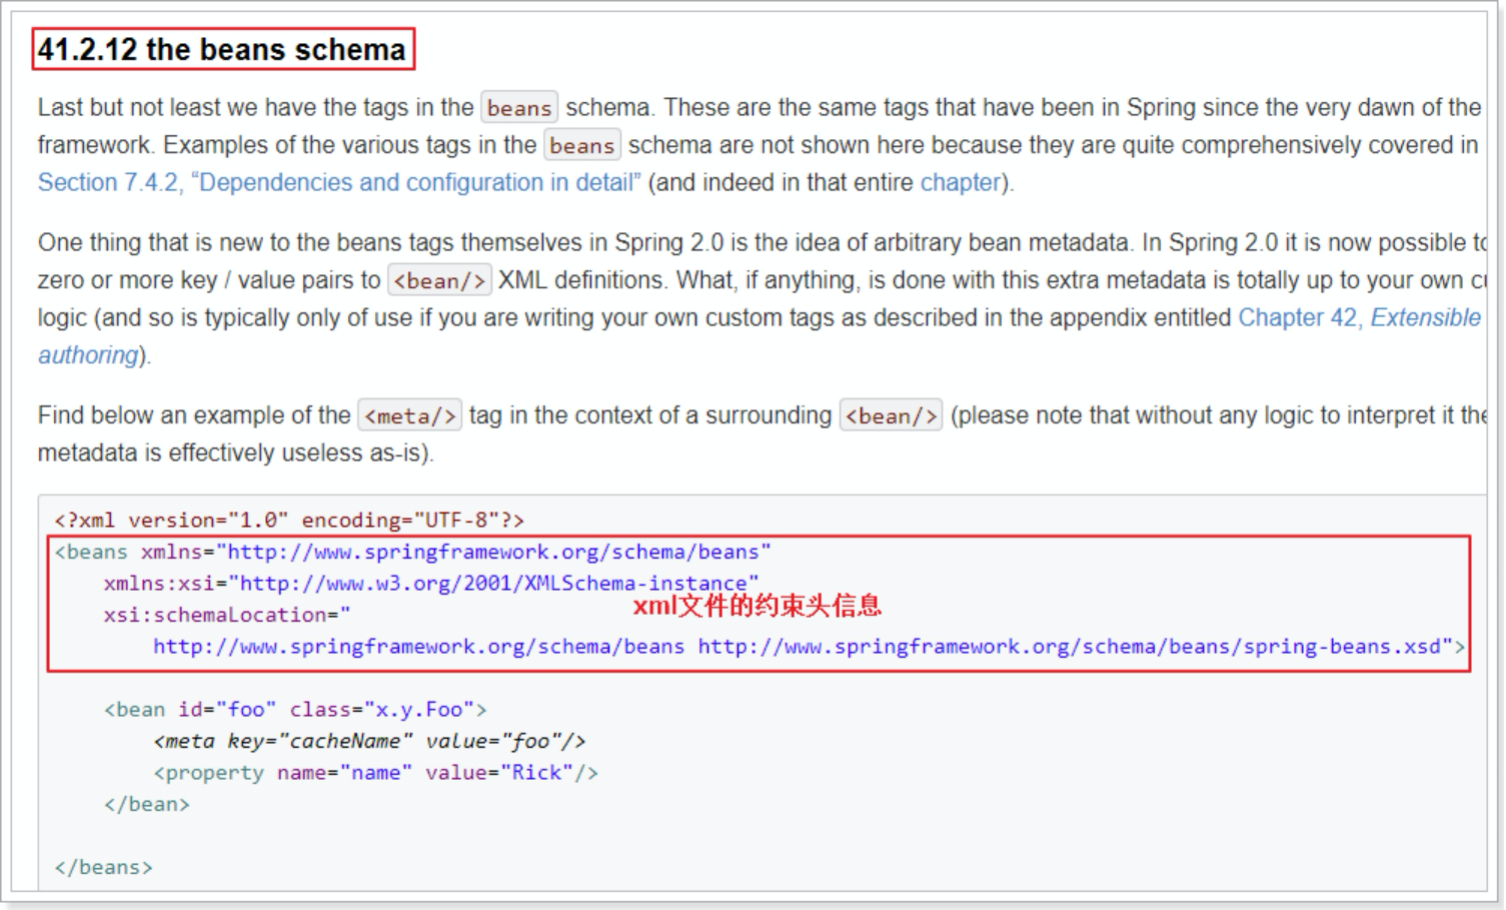 41.2.12 the beans schema
Last but not least we have the tags in the beans schema. These are the same tags that have been in Spring since the very dawn of the
framework. Examples of the various tags in the beans schema are not shown here because they are quite comprehensively covered in
Section 7.4.2, “Dependencies and configuration in detail” (and indeed in that entire chapter).
One thing that is new to the beans tags themselves in Spring 2.0 is the idea of arbitrary bean metadata. In Spring 2.0 it is now possible
zero or more key / value pairs to <bean/> XML definitions. What, if anything, is done with this extra metadata is totally up to your own
logic (and so is typically only of use if you are writing your own custom tags as described in the appendix entitled Chapter 42, Extensible
authoring).
Find below an example of the <meta/> tag in the context of a surrounding <bean/> (please note that without any logic to interpret it
metadata is effectively useless as-is).
<?xml version="1.0" encoding="UTF-8"?>
<beans xmlns="http://www.springframework.org/schema/beans"
xmlns:xsi="http://www.w3.org/2001/XMLSchema-instance"
xsi:schemaLocation="
xml文件的约束头信息
http://www.springframework.org/schema/beans http://www.springframework.org/schema/beans/spring-beans.xsd">
<bean id="foo" class="x.y.Foo">
<meta key="cacheName" value="foo"/>
<property name="name" value="Rick"/>
</bean>
</beans>